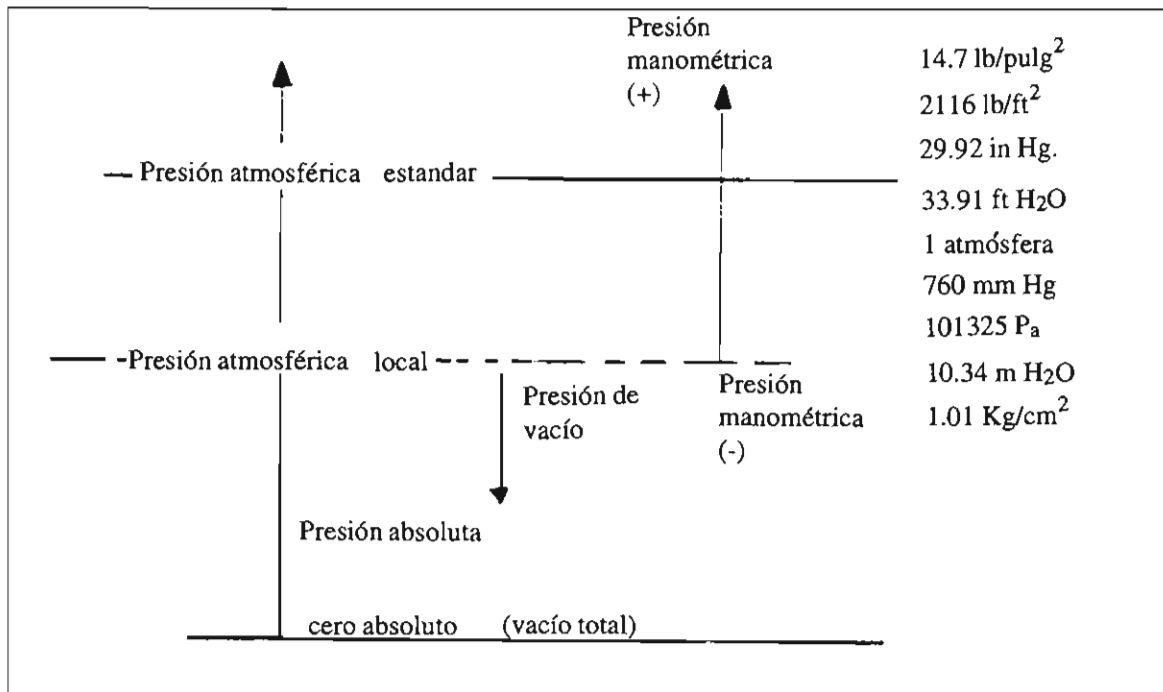 Presión
manométrica
(+)
14.7 lb/pulg²
2116 lb/ft²
29.92 in Hg.
Presión atmosférica estandar
33.91 ft H₂O
1 atmósfera
760 mm Hg
101325 Pₐ
Presión atmosférica local
10.34 m H₂O
1.01 Kg/cm²
Presión de
vacío
Presión
manométrica
(-)
Presión absoluta
cero absoluto (vacío total)